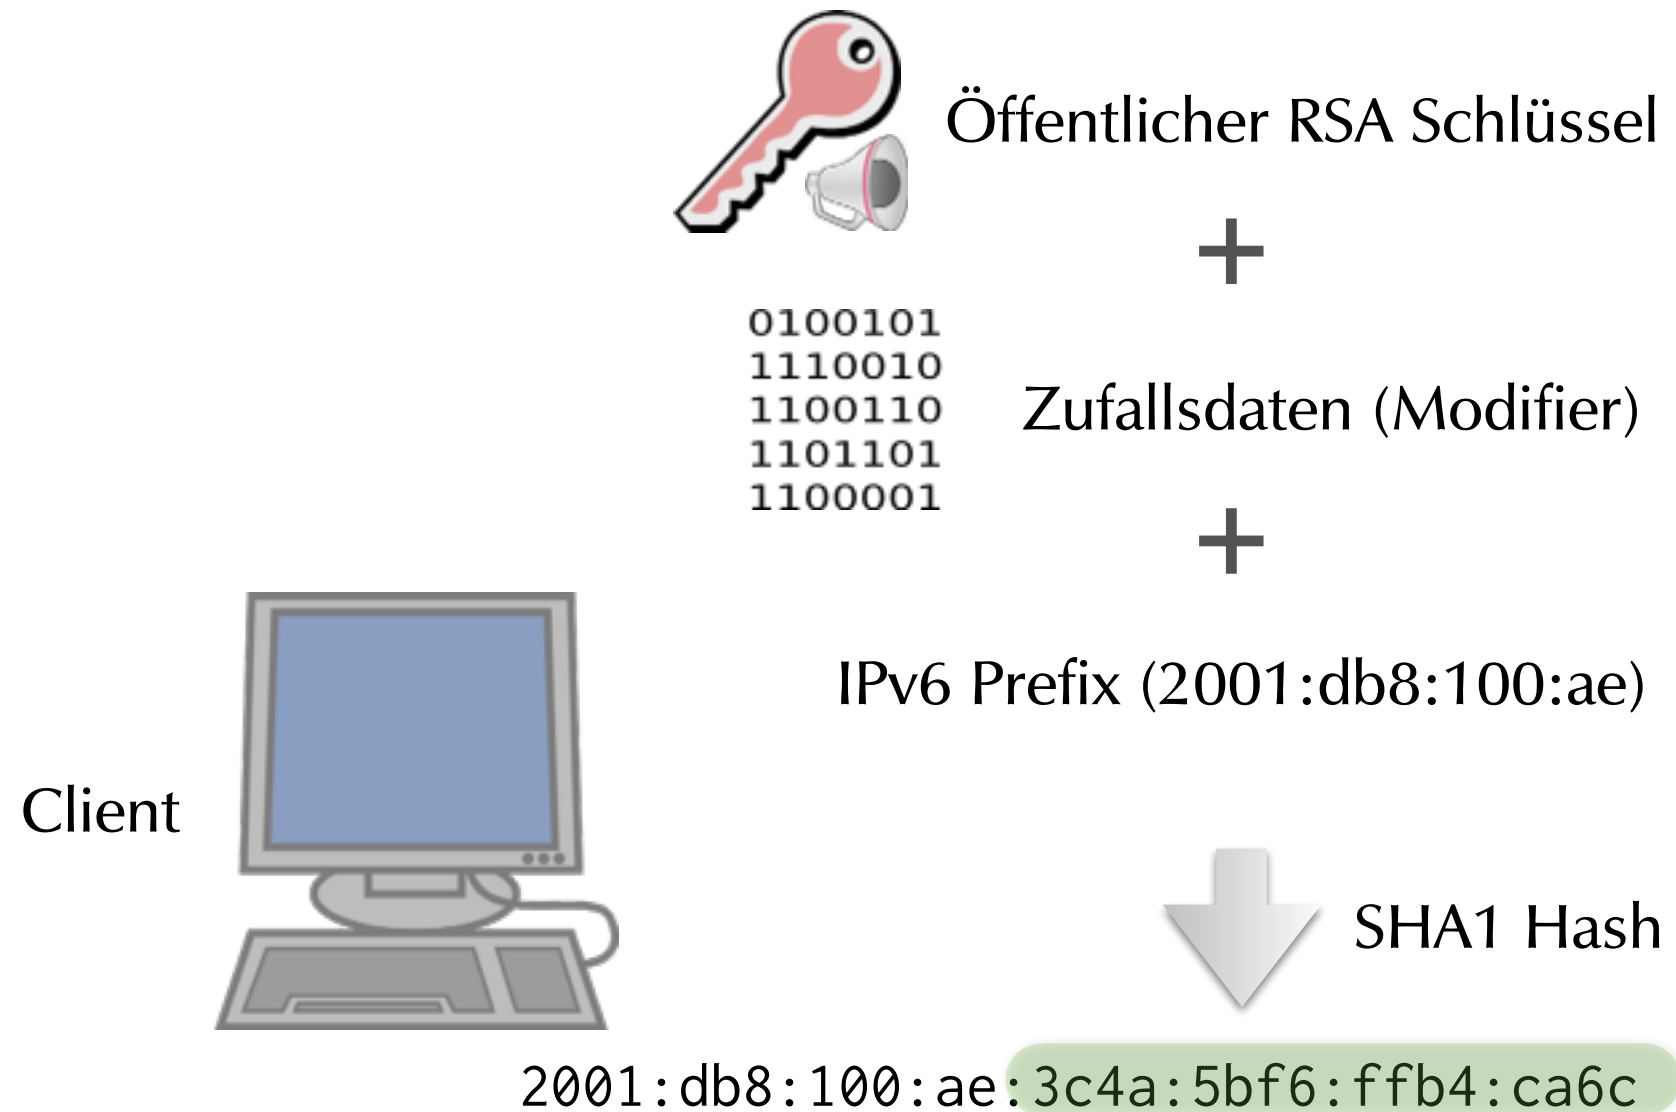 Öffentlicher RSA Schlüssel
+
0100101
1110010
1100110
1101101
1100001
Zufallsdaten (Modifier)
+
IPv6 Prefix (2001:db8:100:ae)
Client
SHA1 Hash
2001:db8:100:ae:3c4a:5bf6:ffb4:ca6c